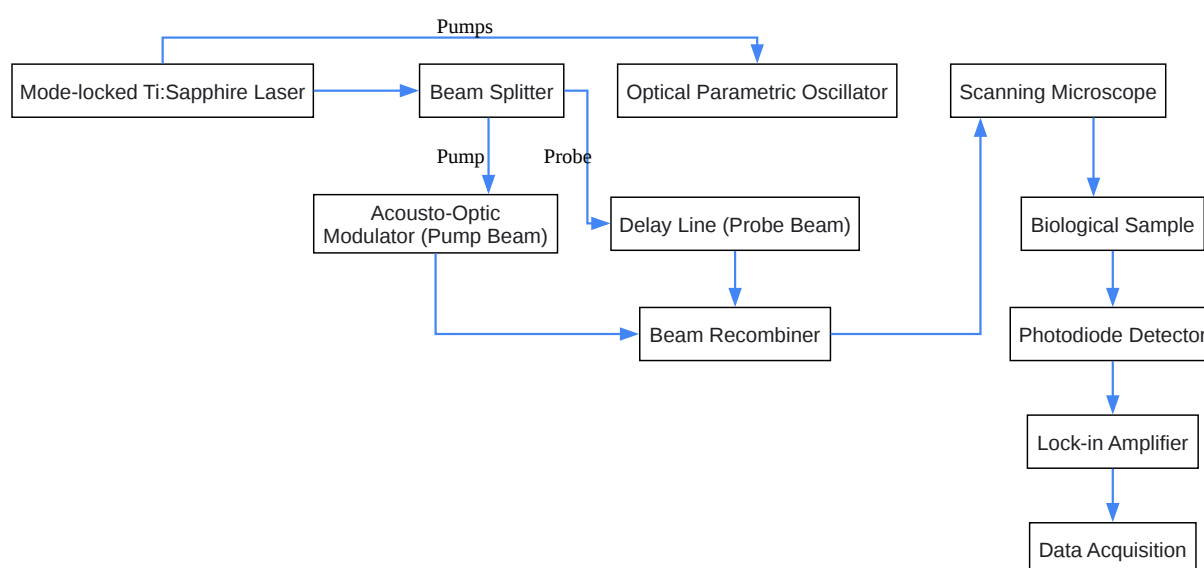 Pumps
Mode-locked Ti:Sapphire Laser
Beam Splitter
Optical Parametric Oscillator
Scanning Microscope
Pump
Probe
Acousto-Optic
Modulator (Pump Beam)
Delay Line (Probe Beam)
Biological Sample
Beam Recombiner
Photodiode Detector
Lock-in Amplifier
Data Acquisition